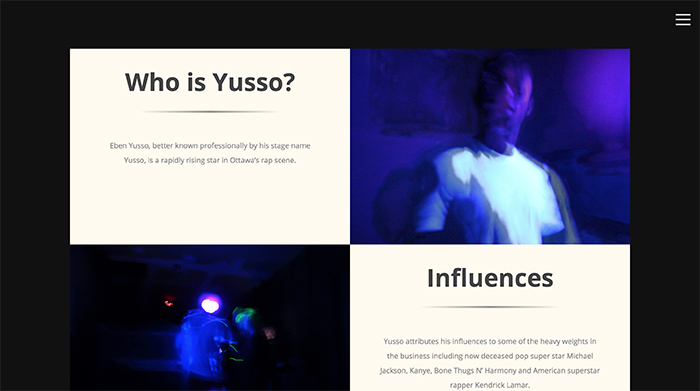 Who is Yusso?
Eben Yusso, better known professionally by his stage name
Yusso, is a rapidly rising star in Ottawa's rap scene.
Influences
Yusso attributes his influences to some of the heavy weights in
the business including now deceased pop super star Michael
Jackson, Kanye, Bone Thugs N' Harmony and American superstar
rapper Kendrick Lamar.